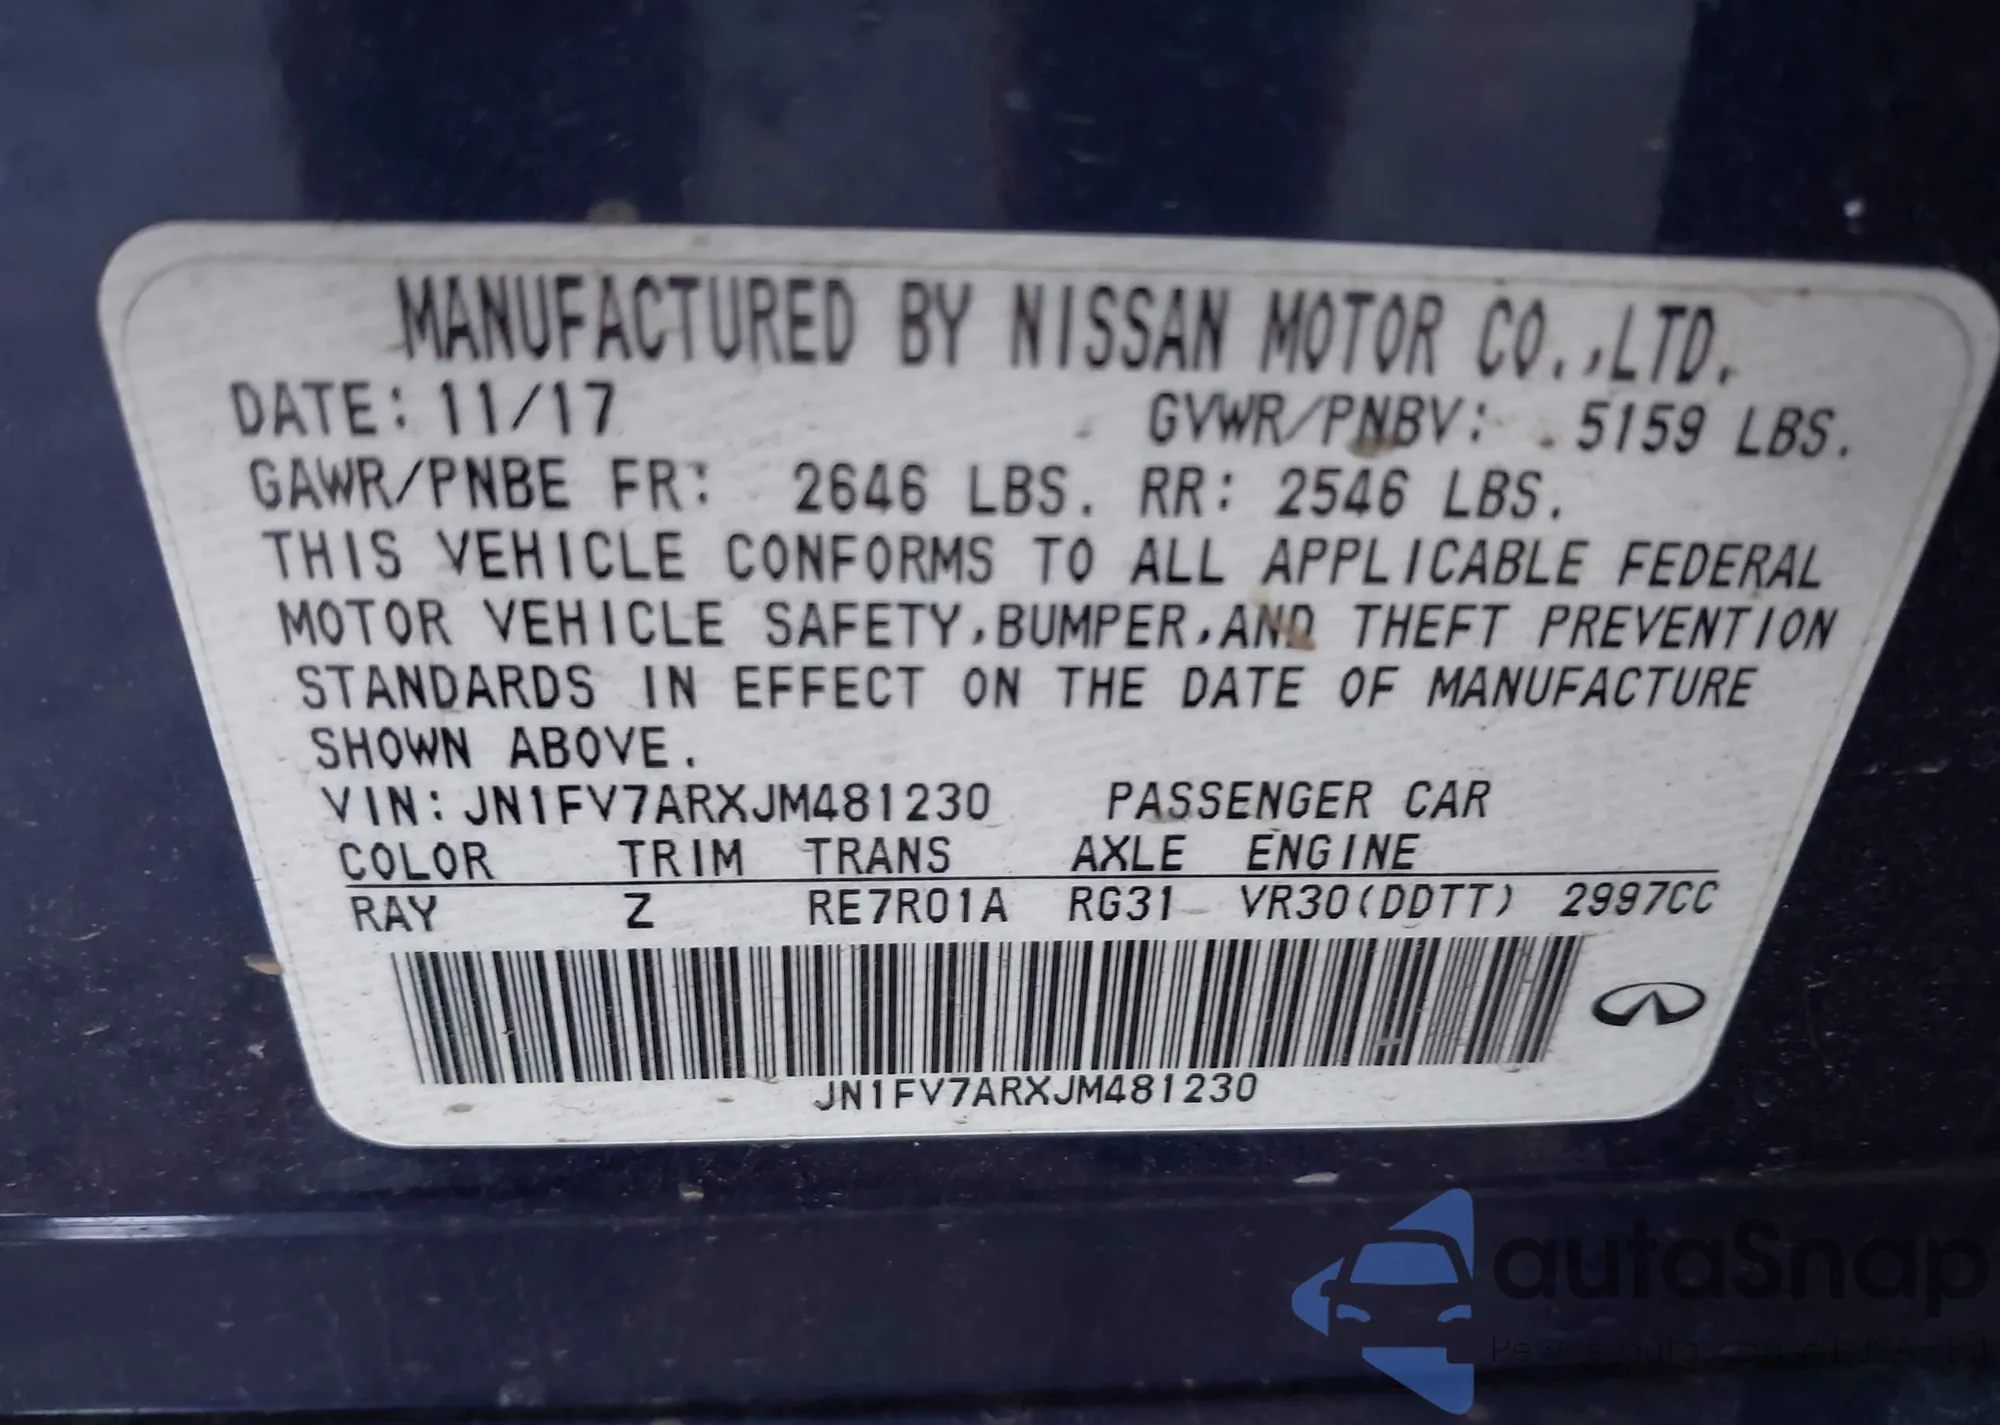 MANUFACTURED BY NISSAN MOTOR CO.,LTD.
DATE: 11/17 GVWR/PNBV: 5159 LBS.
GAWR/PNBE FR: 2646 LBS. RR: 2546 LBS.
THIS VEHICLE CONFORMS TO ALL APPLICABLE FEDERAL
MOTOR VEHICLE SAFETY,BUMPER,AND THEFT PREVENTION
STANDARDS IN EFFECT ON THE DATE OF MANUFACTURE
SHOWN ABOVE.
VIN: JN1FV7ARXJM481230 PASSENGER CAR
COLOR TRIM TRANS AXLE ENGINE
RAY Z RE7R01A RG31 VR30(DDTT) 2997CC
JN1FV7ARXJM481230
autaSnap
Pewne auta